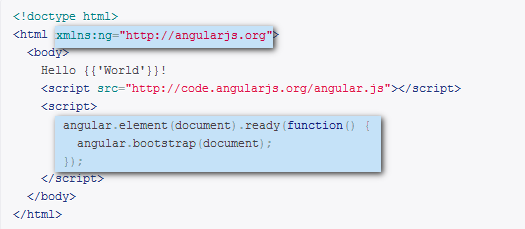 <!doctype html>
<html xmlns:ng="http://angularjs.org">
<body>
Hello {{'World'}}!
<script src="http://code.angularjs.org/angular.js"></script>
<script>
angular.element(document).ready(function() {
angular.bootstrap(document);
});
</script>
</body>
</html>